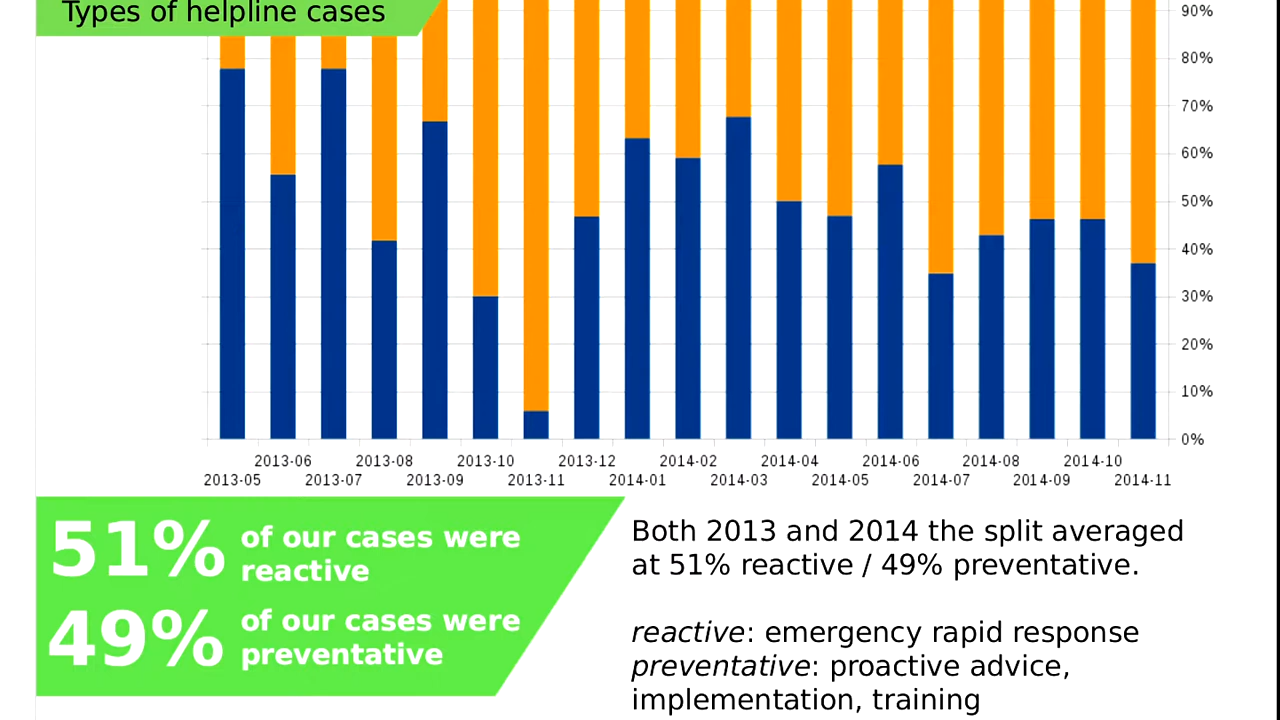 Types of helpline cases
90%
80%
70%
60%
50%
40%
30%
20%
10%
0%
2013-06 2013-08 2013-10 2013-12 2014-02 2014-04 2014-06 2014-08 2014-10
2013-05 2013-07 2013-09 2013-11 2014-01 2014-03 2014-05 2014-07 2014-09 2014-11
51% of our cases were
reactive
49% of our cases were
preventative
Both 2013 and 2014 the split averaged
at 51% reactive / 49% preventative.
reactive: emergency rapid response
preventative: proactive advice,
implementation, training